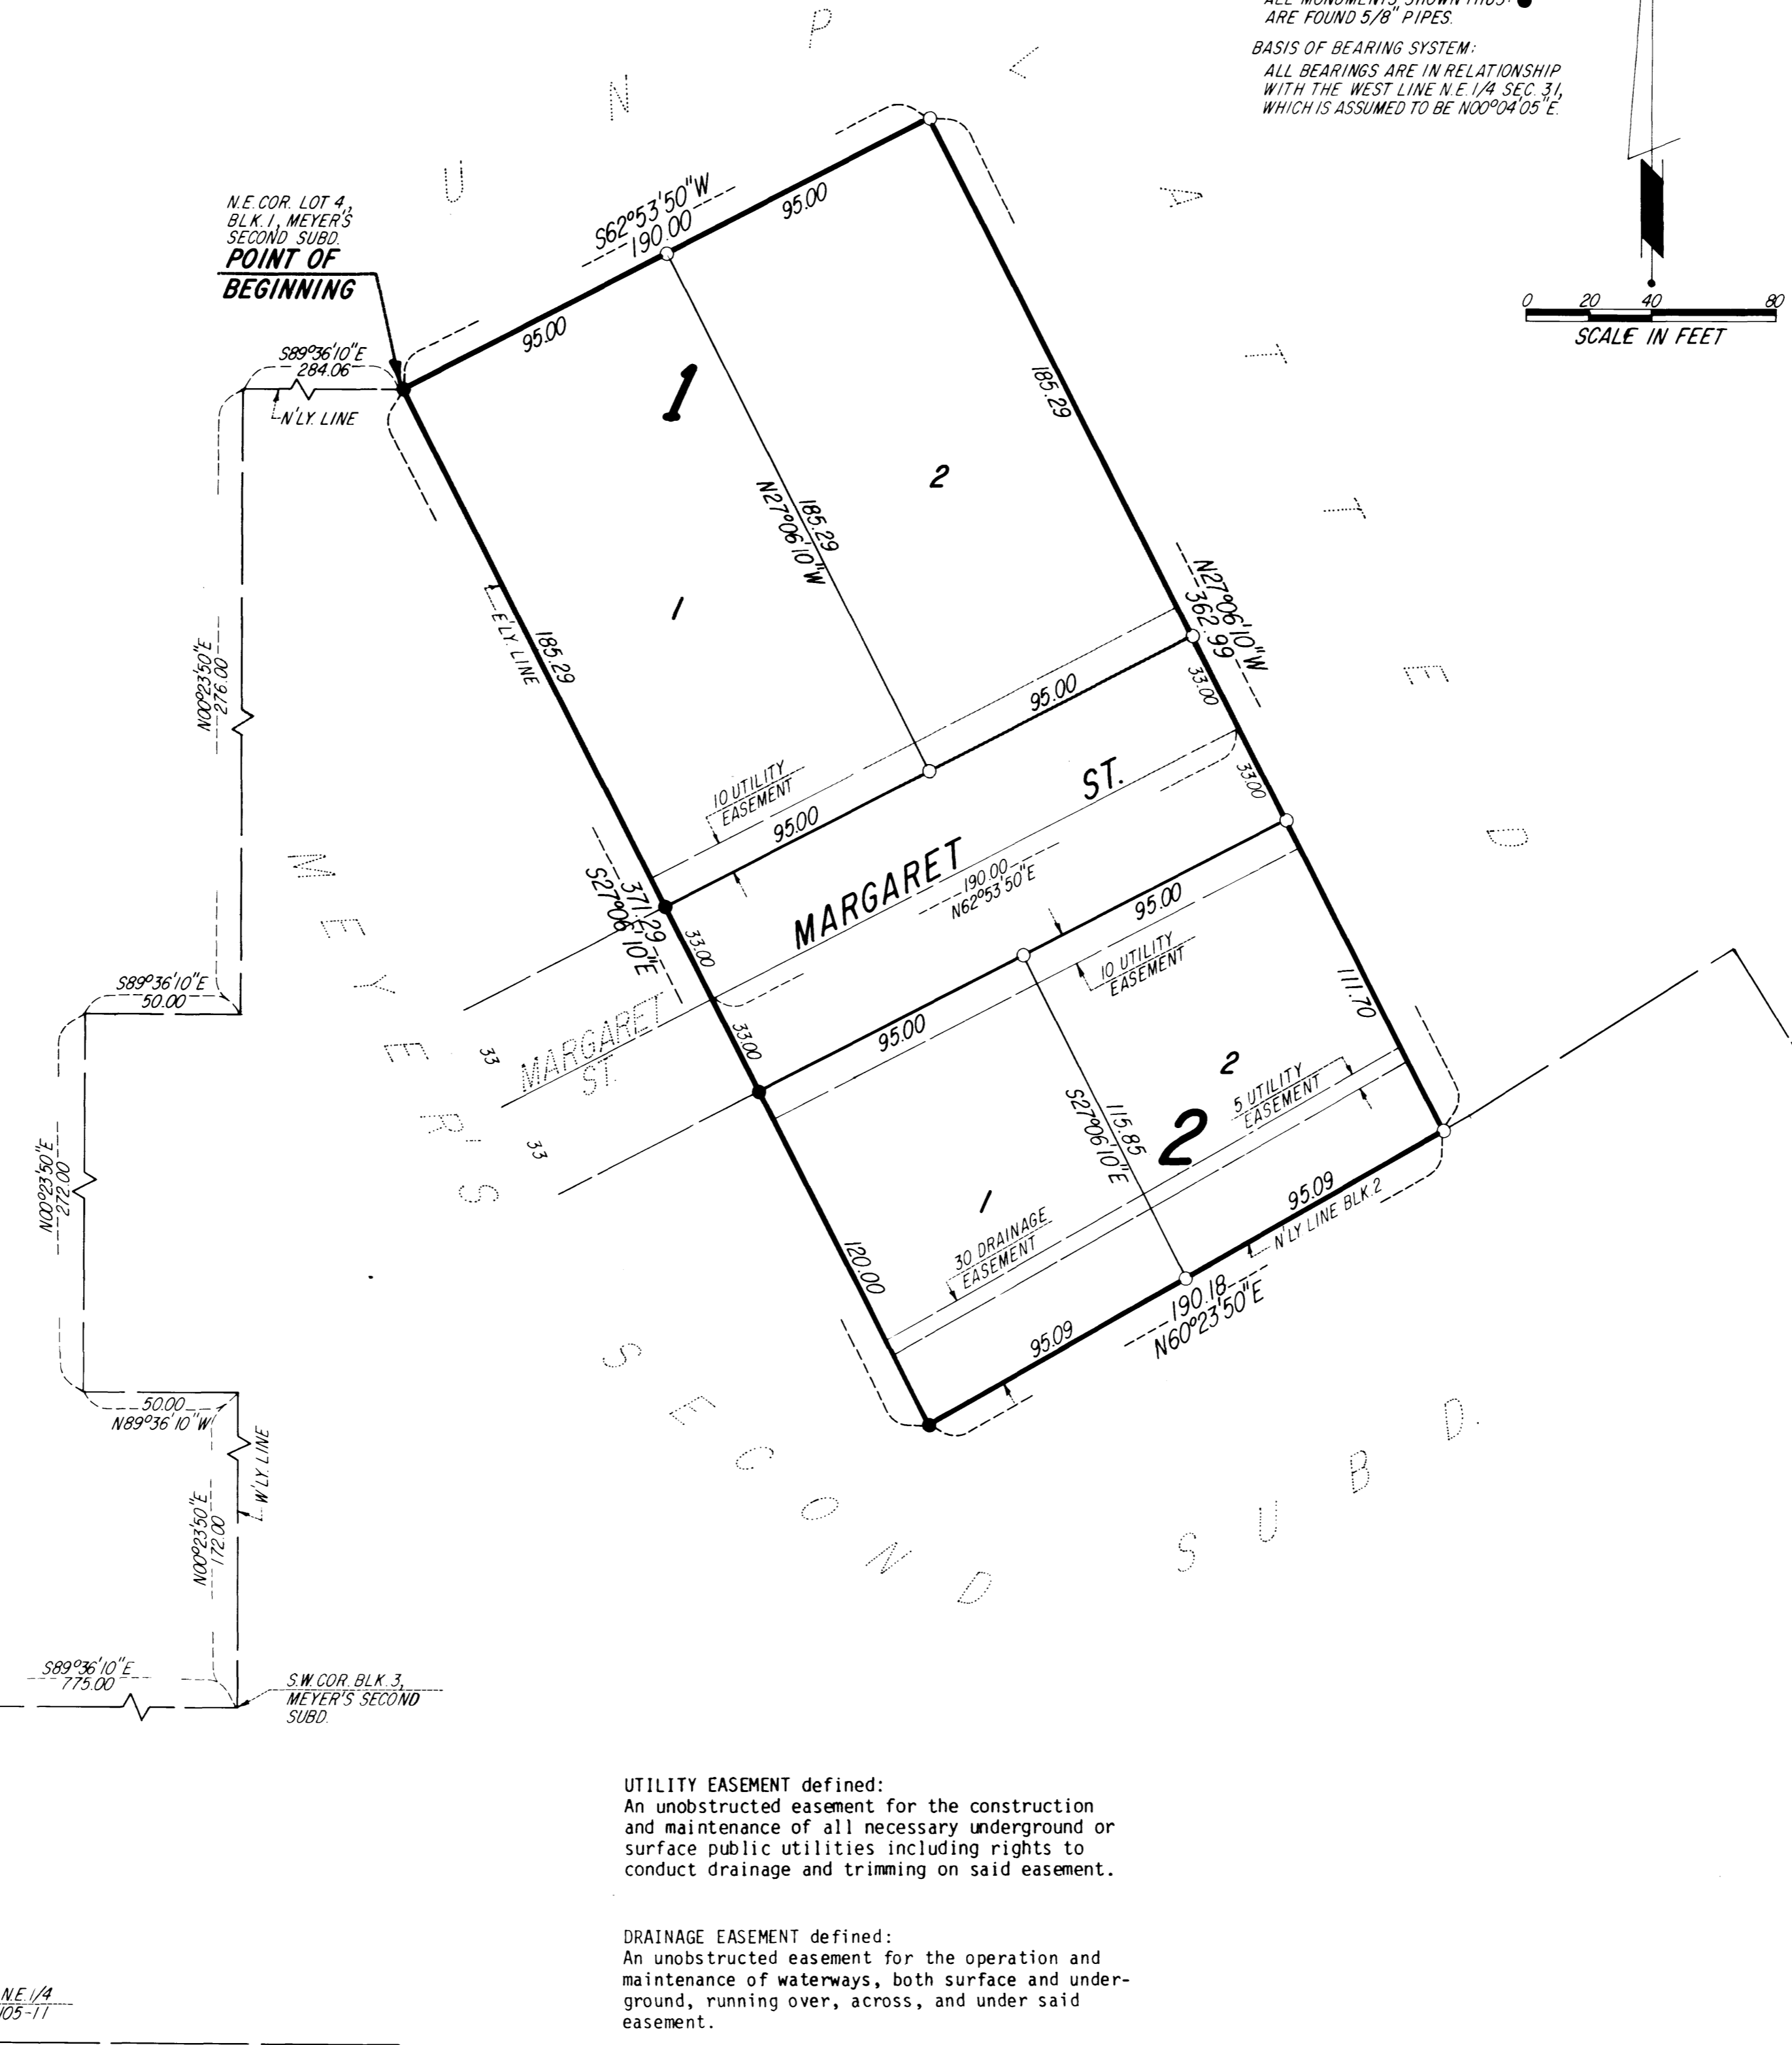 ALL MONUMENTS SHOWN THUS: ●
ARE FOUND 5/8" PIPES.
BASIS OF BEARING SYSTEM:
ALL BEARINGS ARE IN RELATIONSHIP
WITH THE WEST LINE N.E. 1/4 SEC. 31,
WHICH IS ASSUMED TO BE N00°04'05"E.
0 20 40 80
SCALE IN FEET
UNPLATTED
N.E. COR. LOT 4,
BLK. 1, MEYER'S
SECOND SUBD.
POINT OF
BEGINNING
S62°53'50"W
190.00
95.00
95.00
S89°36'10"E
284.06
N'LY. LINE
1
2
185.29
185.29
N27°06'10"W
1
E'LY. LINE
185.29
N27°06'10"W
362.99
33.00
33.00
N00°23'50"E
276.00
95.00
10 UTILITY
EASEMENT
95.00
MARGARET ST.
190.00
N62°53'50"E
371.29
S27°06'10"E
33.00
33.00
MARGARET
ST.
33
33
95.00
10 UTILITY
EASEMENT
95.00
111.70
S89°36'10"E
50.00
MEYER'S SECOND SUBD.
2
5 UTILITY
EASEMENT
115.85
S27°06'10"E
2
N00°23'50"E
272.00
1
95.09
N'LY LINE BLK. 2
30 DRAINAGE
EASEMENT
120.00
190.18
N60°23'50"E
95.09
50.00
N89°36'10"W
W'LY. LINE
N00°23'50"E
172.00
S89°36'10"E
775.00
S.W. COR. BLK. 3,
MEYER'S SECOND
SUBD.
UTILITY EASEMENT defined:
An unobstructed easement for the construction
and maintenance of all necessary underground or
surface public utilities including rights to
conduct drainage and trimming on said easement.
DRAINAGE EASEMENT defined:
An unobstructed easement for the operation and
maintenance of waterways, both surface and under-
ground, running over, across, and under said
easement.
N.E. 1/4
105-11